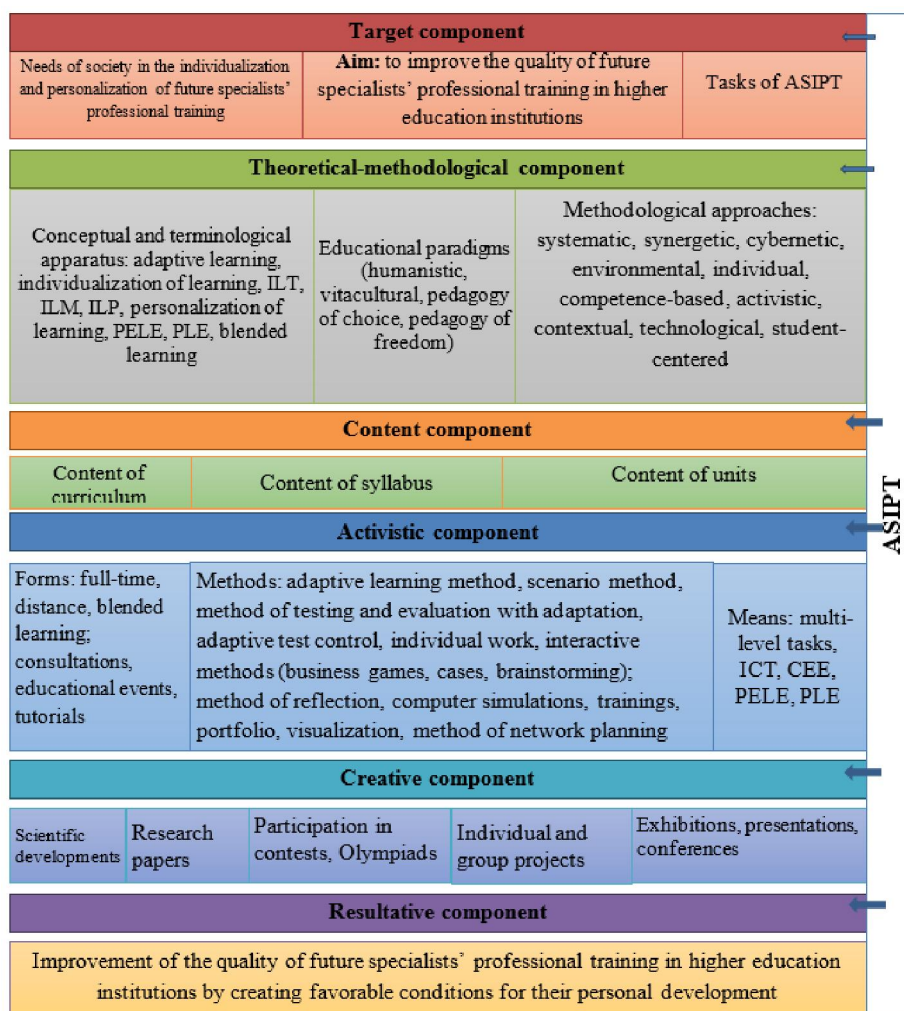 Target component
Needs of society in the individualization
and personalization of future specialists’
professional training
Aim: to improve the quality of future
specialists’ professional training in higher
education institutions
Tasks of ASIPT
Theoretical-methodological component
Conceptual and terminological
apparatus: adaptive learning,
individualization of learning, ILT,
ILM, ILP, personalization of
learning, PELE, PLE, blended
learning
Educational paradigms
(humanistic,
vitacultural, pedagogy
of choice, pedagogy of
freedom)
Methodological approaches:
systematic, synergetic, cybernetic,
environmental, individual,
competence-based, activistic,
contextual, technological, student-
centered
Content component
Content of
curriculum
Content of syllabus
Content of units
Activistic component
Forms: full-time,
distance, blended
learning;
consultations,
educational events,
tutorials
Methods: adaptive learning method, scenario method,
method of testing and evaluation with adaptation,
adaptive test control, individual work, interactive
methods (business games, cases, brainstorming);
method of reflection, computer simulations, trainings,
portfolio, visualization, method of network planning
Means: multi-
level tasks,
ICT, CEE,
PELE, PLE
Creative component
Scientific
developments
Research
papers
Participation in
contests, Olympiads
Individual and
group projects
Exhibitions, presentations,
conferences
Resultative component
Improvement of the quality of future specialists’ professional training in higher education
institutions by creating favorable conditions for their personal development
ASIPT